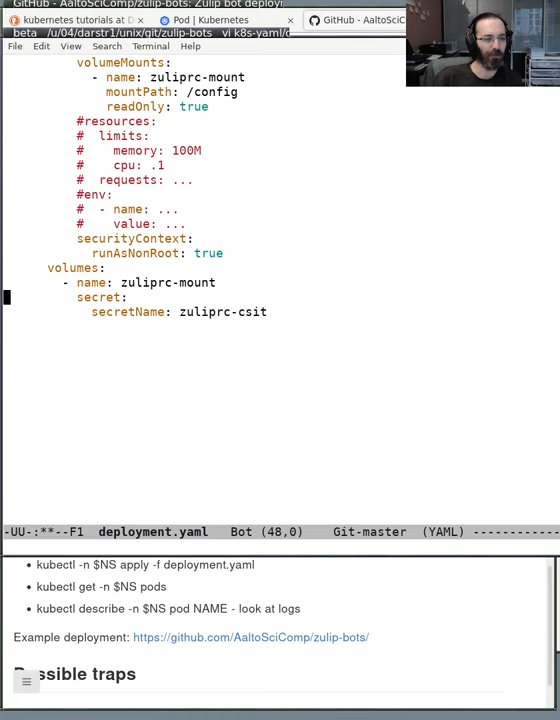 GitHub - AaltoSciComp/zulip-bots: Zulip bot deploy
kubernetes tutorials at D
Pod | Kubernetes
GitHub - AaltoSciC
beta /u/04/darstr1/unix/git/zulip-bots vi k8s-yaml/d
File Edit View Search Terminal Help
volumeMounts:
- name: zuliprc-mount
mountPath: /config
readOnly: true
#resources:
# limits:
# memory: 100M
# cpu: .1
# requests: ...
#env:
# - name: ...
# value: ...
securityContext:
runAsNonRoot: true
volumes:
- name: zuliprc-mount
secret:
secretName: zuliprc-csit
-UU-:**--F1 deployment.yaml Bot (48,0) Git-master (YAML) -----------
• kubectl -n $NS apply -f deployment.yaml
• kubectl get -n $NS pods
• kubectl describe -n $NS pod NAME - look at logs
Example deployment: https://github.com/AaltoSciComp/zulip-bots/
ssible traps